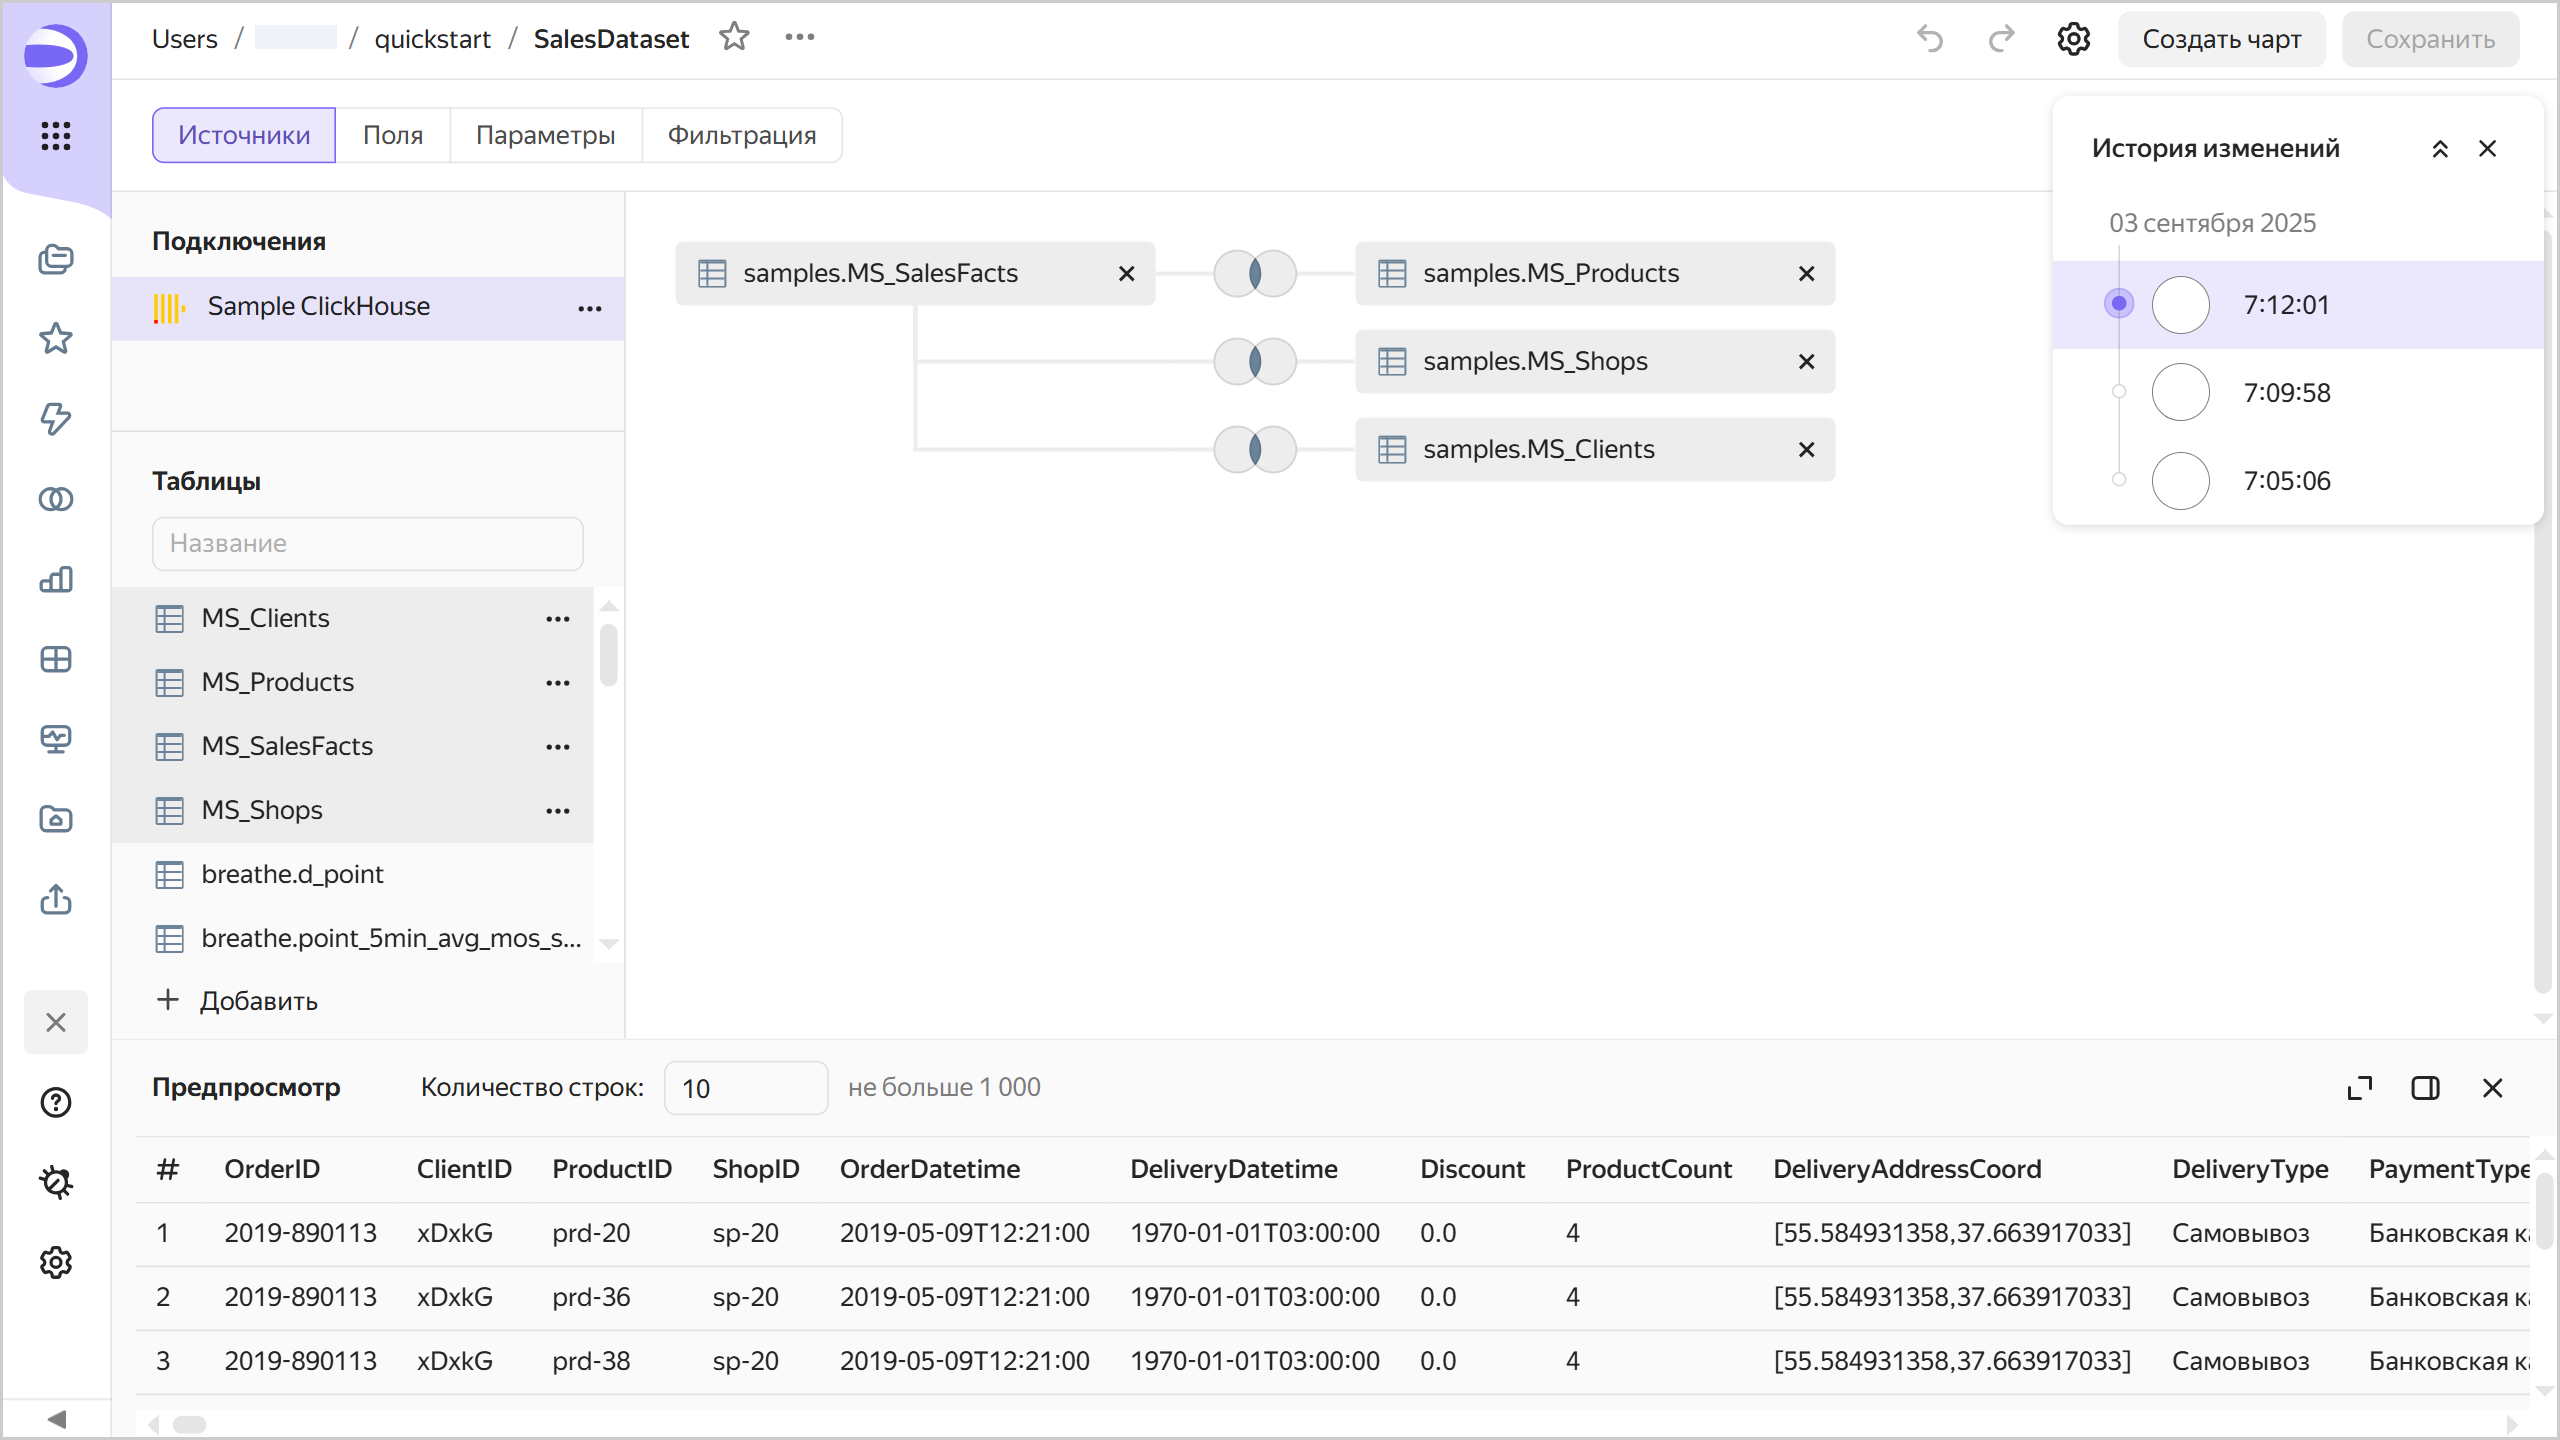 Users / / quickstart / SalesDataset
Создать чарт
Сохранить
Источники
Поля
Параметры
Фильтрация
История изменений
03 сентября 2025
7:12:01
7:09:58
7:05:06
Подключения
Sample ClickHouse
samples.MS_SalesFacts
samples.MS_Products
samples.MS_Shops
samples.MS_Clients
Таблицы
Название
MS_Clients
MS_Products
MS_SalesFacts
MS_Shops
breathe.d_point
breathe.point_5min_avg_mos_s...
Добавить
Предпросмотр
Количество строк: 10 не больше 1 000
# OrderID ClientID ProductID ShopID OrderDatetime DeliveryDatetime Discount ProductCount DeliveryAddressCoord DeliveryType PaymentType
1 2019-890113 xDxkG prd-20 sp-20 2019-05-09T12:21:00 1970-01-01T03:00:00 0.0 4 [55.584931358,37.663917033] Самовывоз Банковская
2 2019-890113 xDxkG prd-36 sp-20 2019-05-09T12:21:00 1970-01-01T03:00:00 0.0 4 [55.584931358,37.663917033] Самовывоз Банковская
3 2019-890113 xDxkG prd-38 sp-20 2019-05-09T12:21:00 1970-01-01T03:00:00 0.0 4 [55.584931358,37.663917033] Самовывоз Банковская